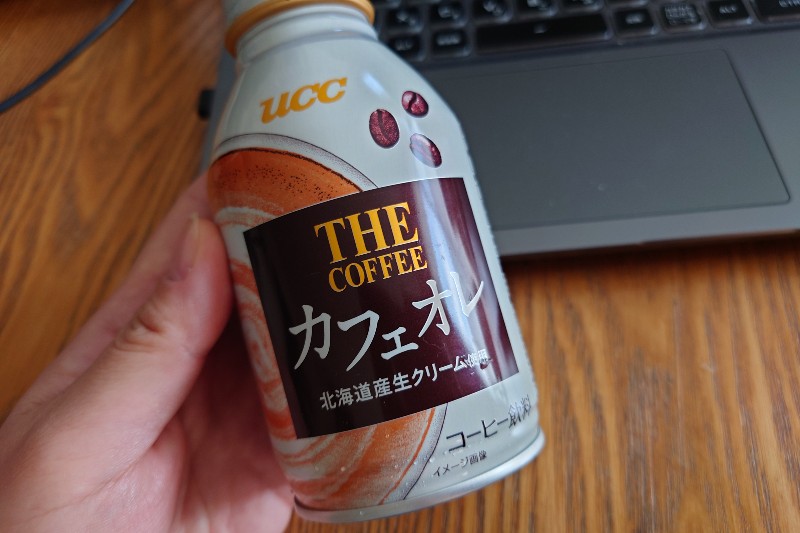 ucc
THE
COFFEE
カフェオレ
北海道産生クリーム使用
コーヒー飲料
イメージ画像